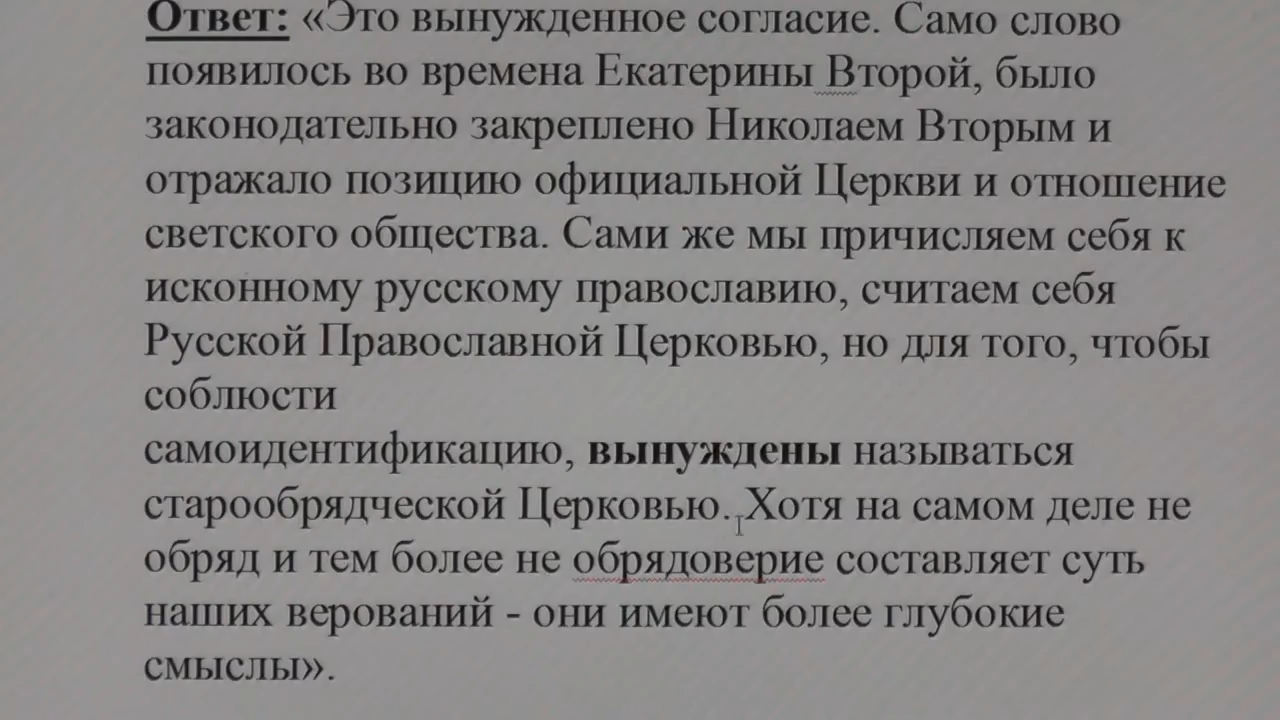 Ответ: «Это вынужденное согласие. Само слово
появилось во времена Екатерины Второй, было
законодательно закреплено Николаем Вторым и
отражало позицию официальной Церкви и отношение
светского общества. Сами же мы причисляем себя к
исконному русскому православию, считаем себя
Русской Православной Церковью, но для того, чтобы
соблюсти
самоидентификацию, вынуждены называться
старообрядческой Церковью. Хотя на самом деле не
обряд и тем более не обрядоверие составляет суть
наших верований - они имеют более глубокие
смыслы».